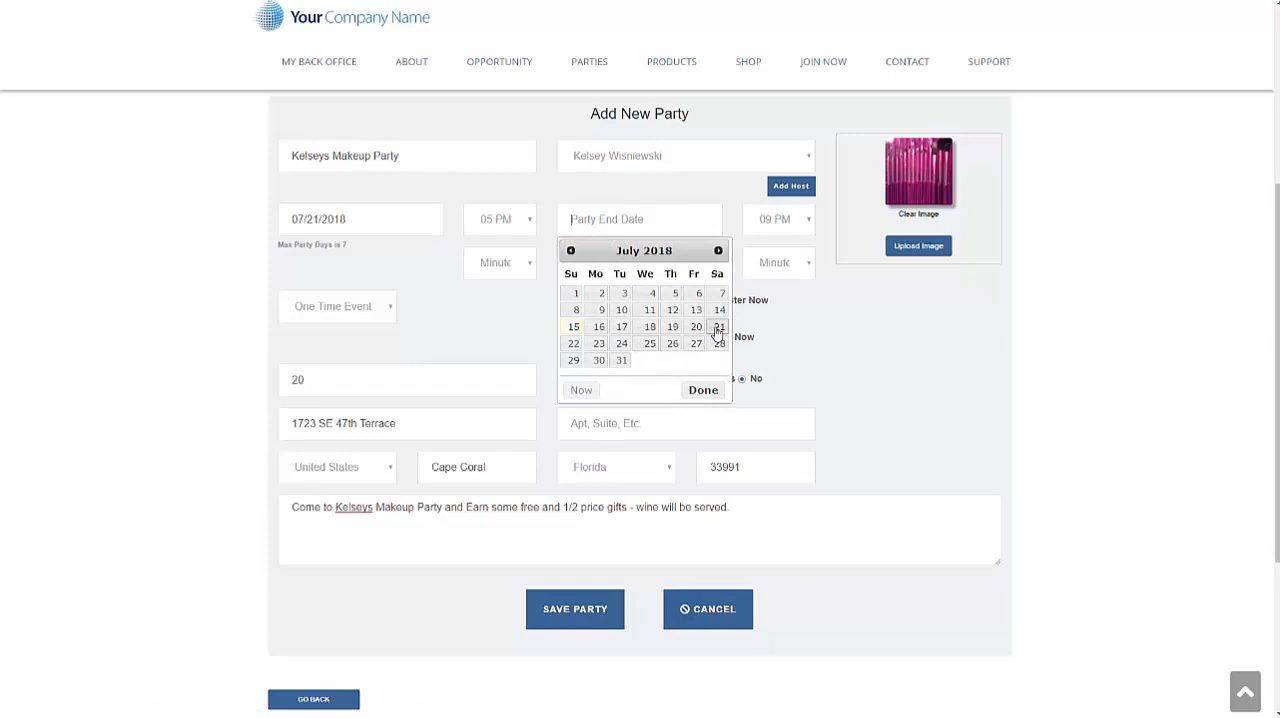 Your Company Name
MY BACK OFFICE ABOUT OPPORTUNITY PARTIES PRODUCTS SHOP JOIN NOW CONTACT SUPPORT
Add New Party
Kelseys Makeup Party
Kelsey Wisniewski
Add Host
Clear Image
Upload Image
07/21/2018
05 PM
Party End Date
09 PM
Max Party Days is 7
Minute
Minute
July 2018
Su Mo Tu We Th Fr Sa
1 2 3 4 5 6 7
8 9 10 11 12 13 14
15 16 17 18 19 20 21
22 23 24 25 26 27 28
29 30 31
Now Done
One Time Event
ster Now
Now
s No
20
1723 SE 47th Terrace
Apt, Suite, Etc.
United States
Cape Coral
Florida
33991
Come to Kelseys Makeup Party and Earn some free and 1/2 price gifts - wine will be served.
SAVE PARTY
CANCEL
GO BACK